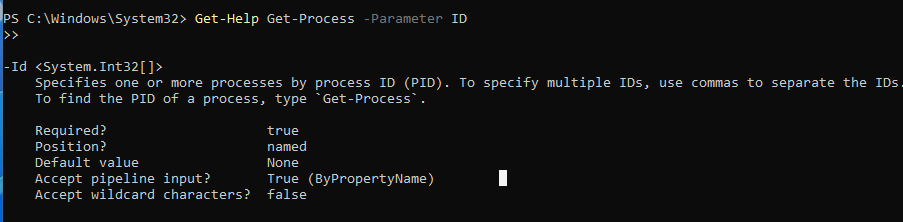 PS C:\Windows\System32> Get-Help Get-Process -Parameter ID
>>
-Id <System.Int32[]>
Specifies one or more processes by process ID (PID). To specify multiple IDs, use commas to separate the IDs.
To find the PID of a process, type `Get-Process`.
Required? true
Position? named
Default value None
Accept pipeline input? True (ByPropertyName)
Accept wildcard characters? false